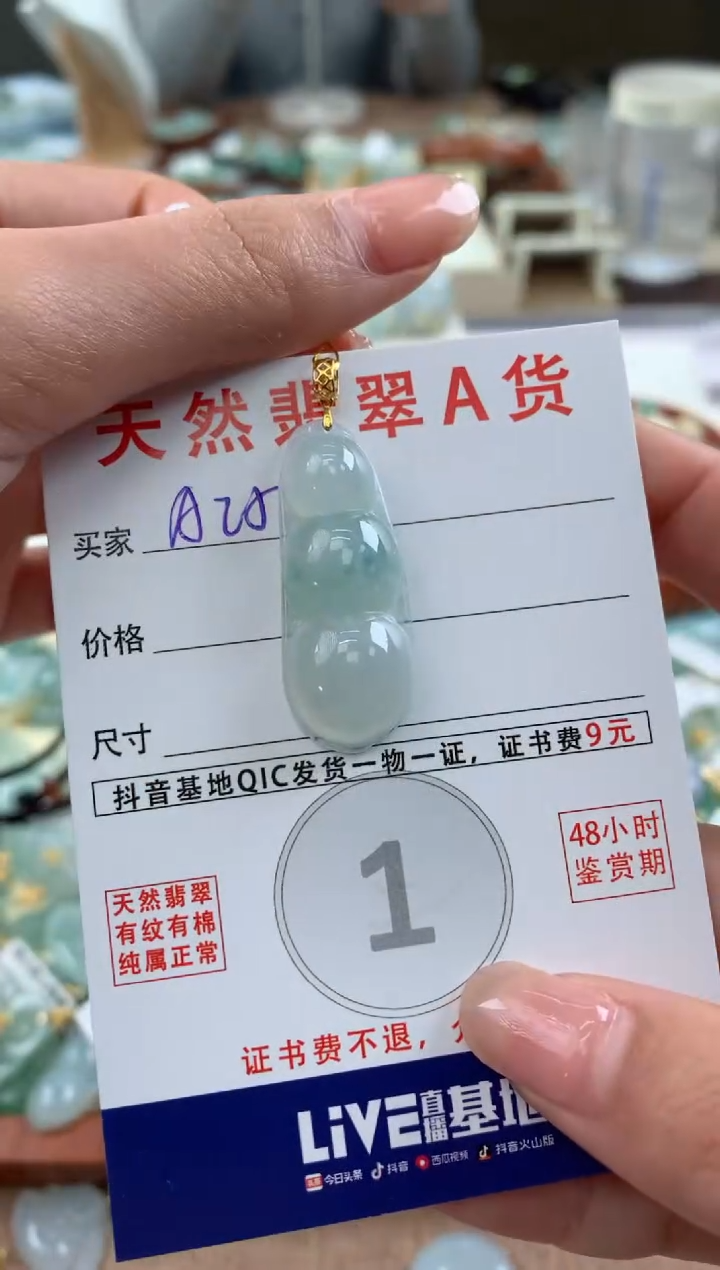 天然翡翠A货
买家
价格
尺寸
抖音基地QIC发货一物一证，证书费9元
1
48小时
鉴赏期
天然翡翠
有纹有棉
纯属正常
证书费不退，
LiVE直播基地
今日头条 抖音 西瓜视频 抖音火山版